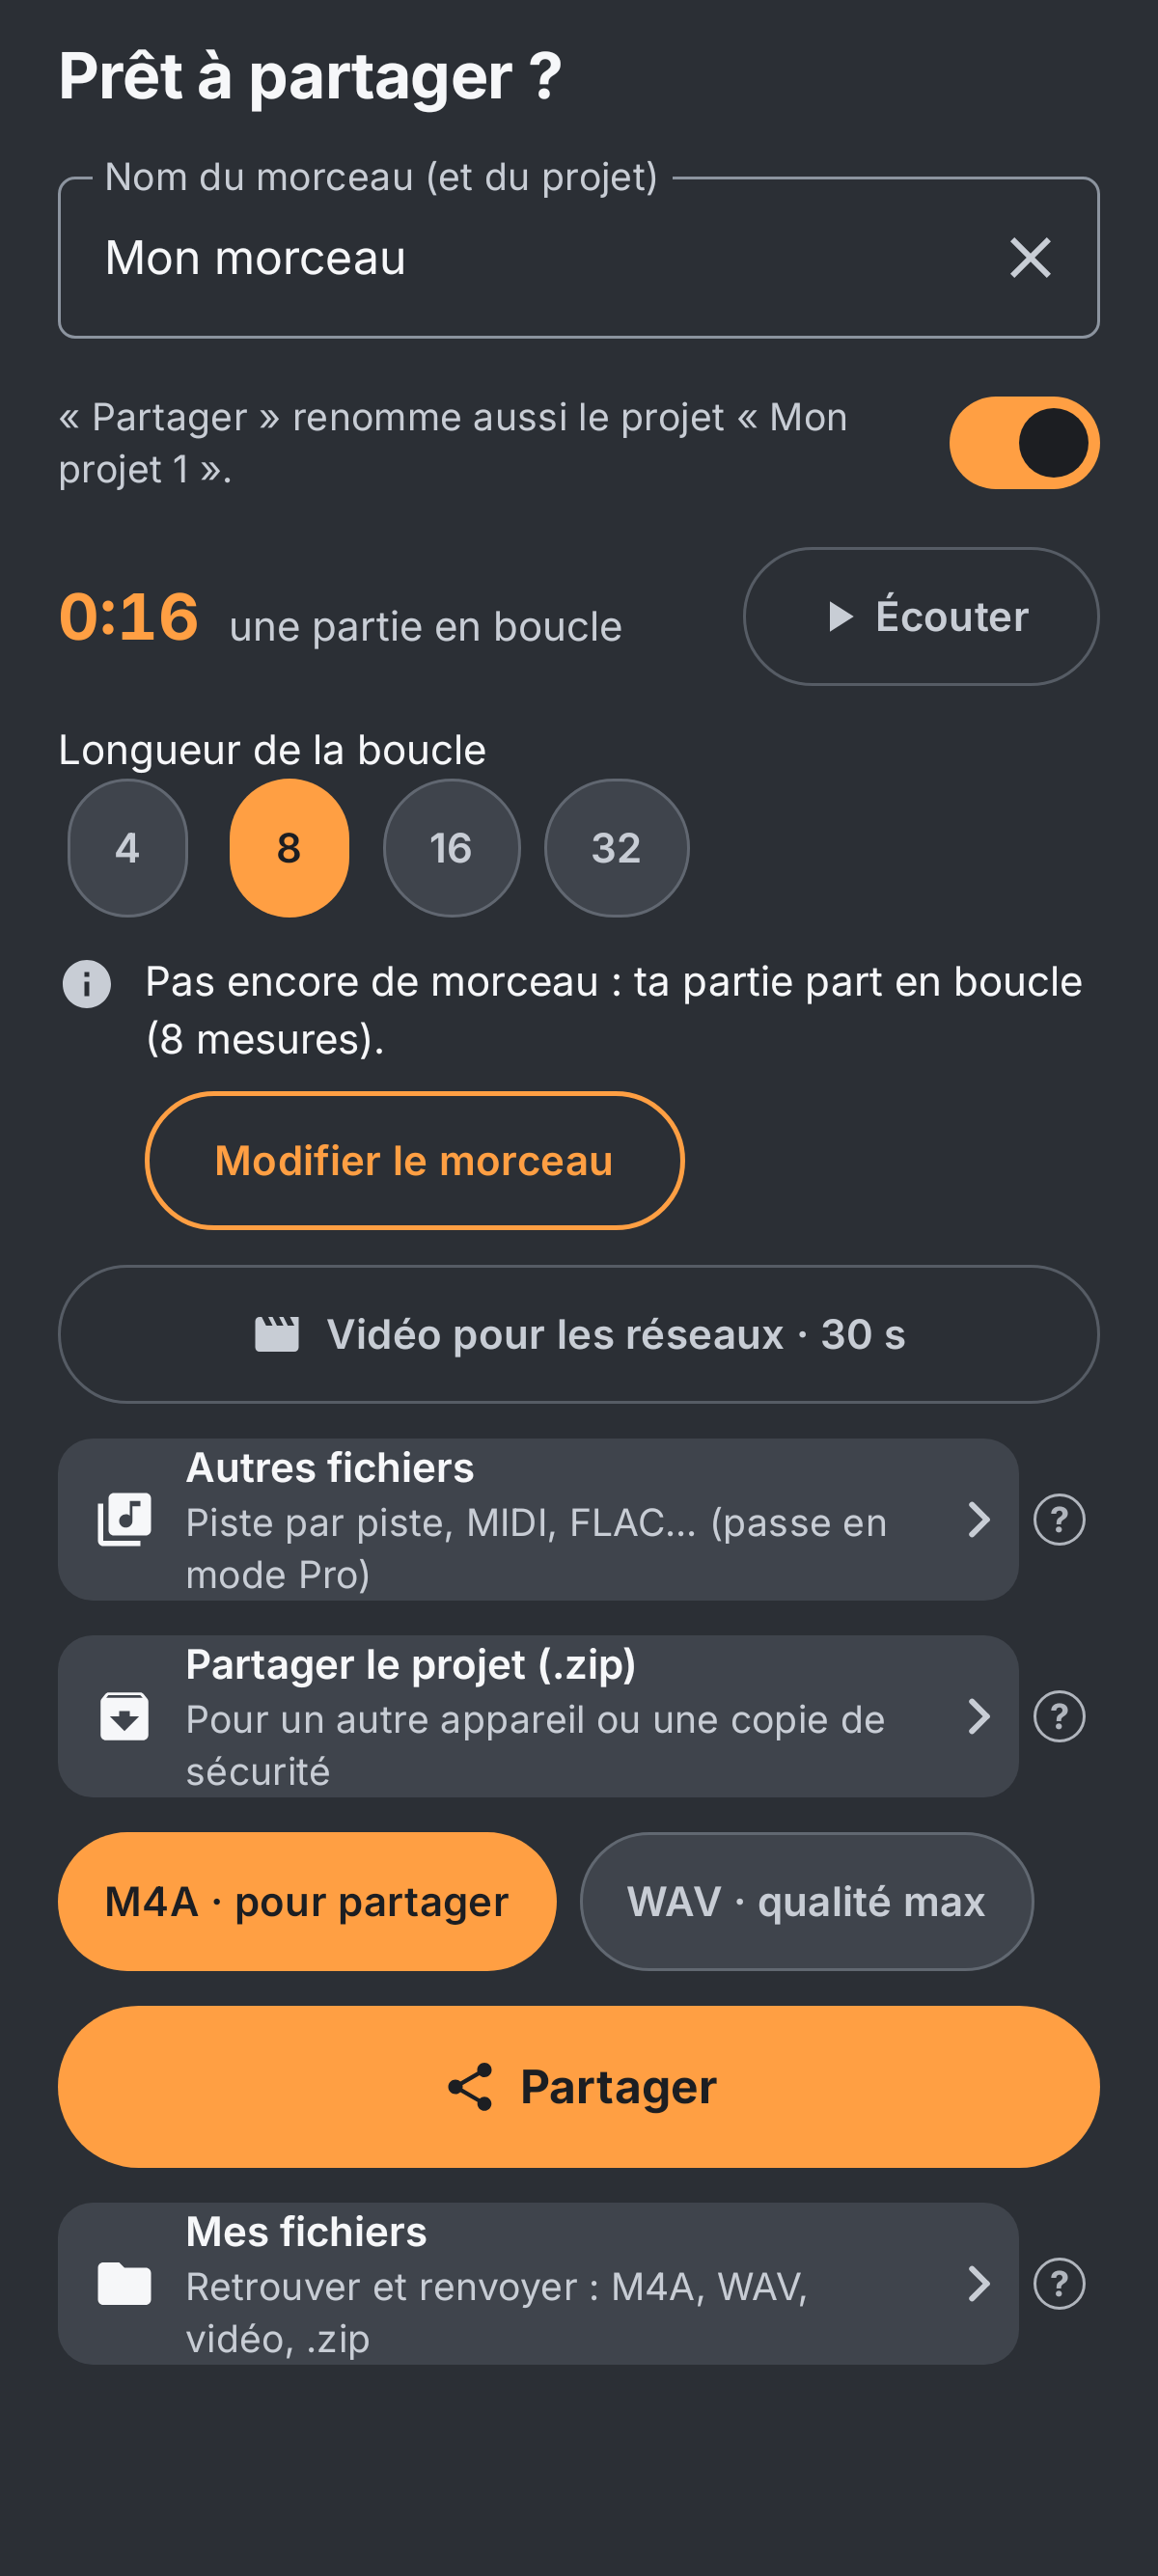 Prêt à partager ?
Nom du morceau (et du projet)
Mon morceau
« Partager » renomme aussi le projet « Mon
projet 1 ».
0:16 une partie en boucle
Écouter
Longueur de la boucle
4 8 16 32
Pas encore de morceau : ta partie part en boucle
(8 mesures).
Modifier le morceau
Vidéo pour les réseaux · 30 s
Autres fichiers
Piste par piste, MIDI, FLAC… (passe en
mode Pro)
?
Partager le projet (.zip)
Pour un autre appareil ou une copie de
sécurité
?
M4A · pour partager
WAV · qualité max
Partager
Mes fichiers
Retrouver et renvoyer : M4A, WAV,
vidéo, .zip
?